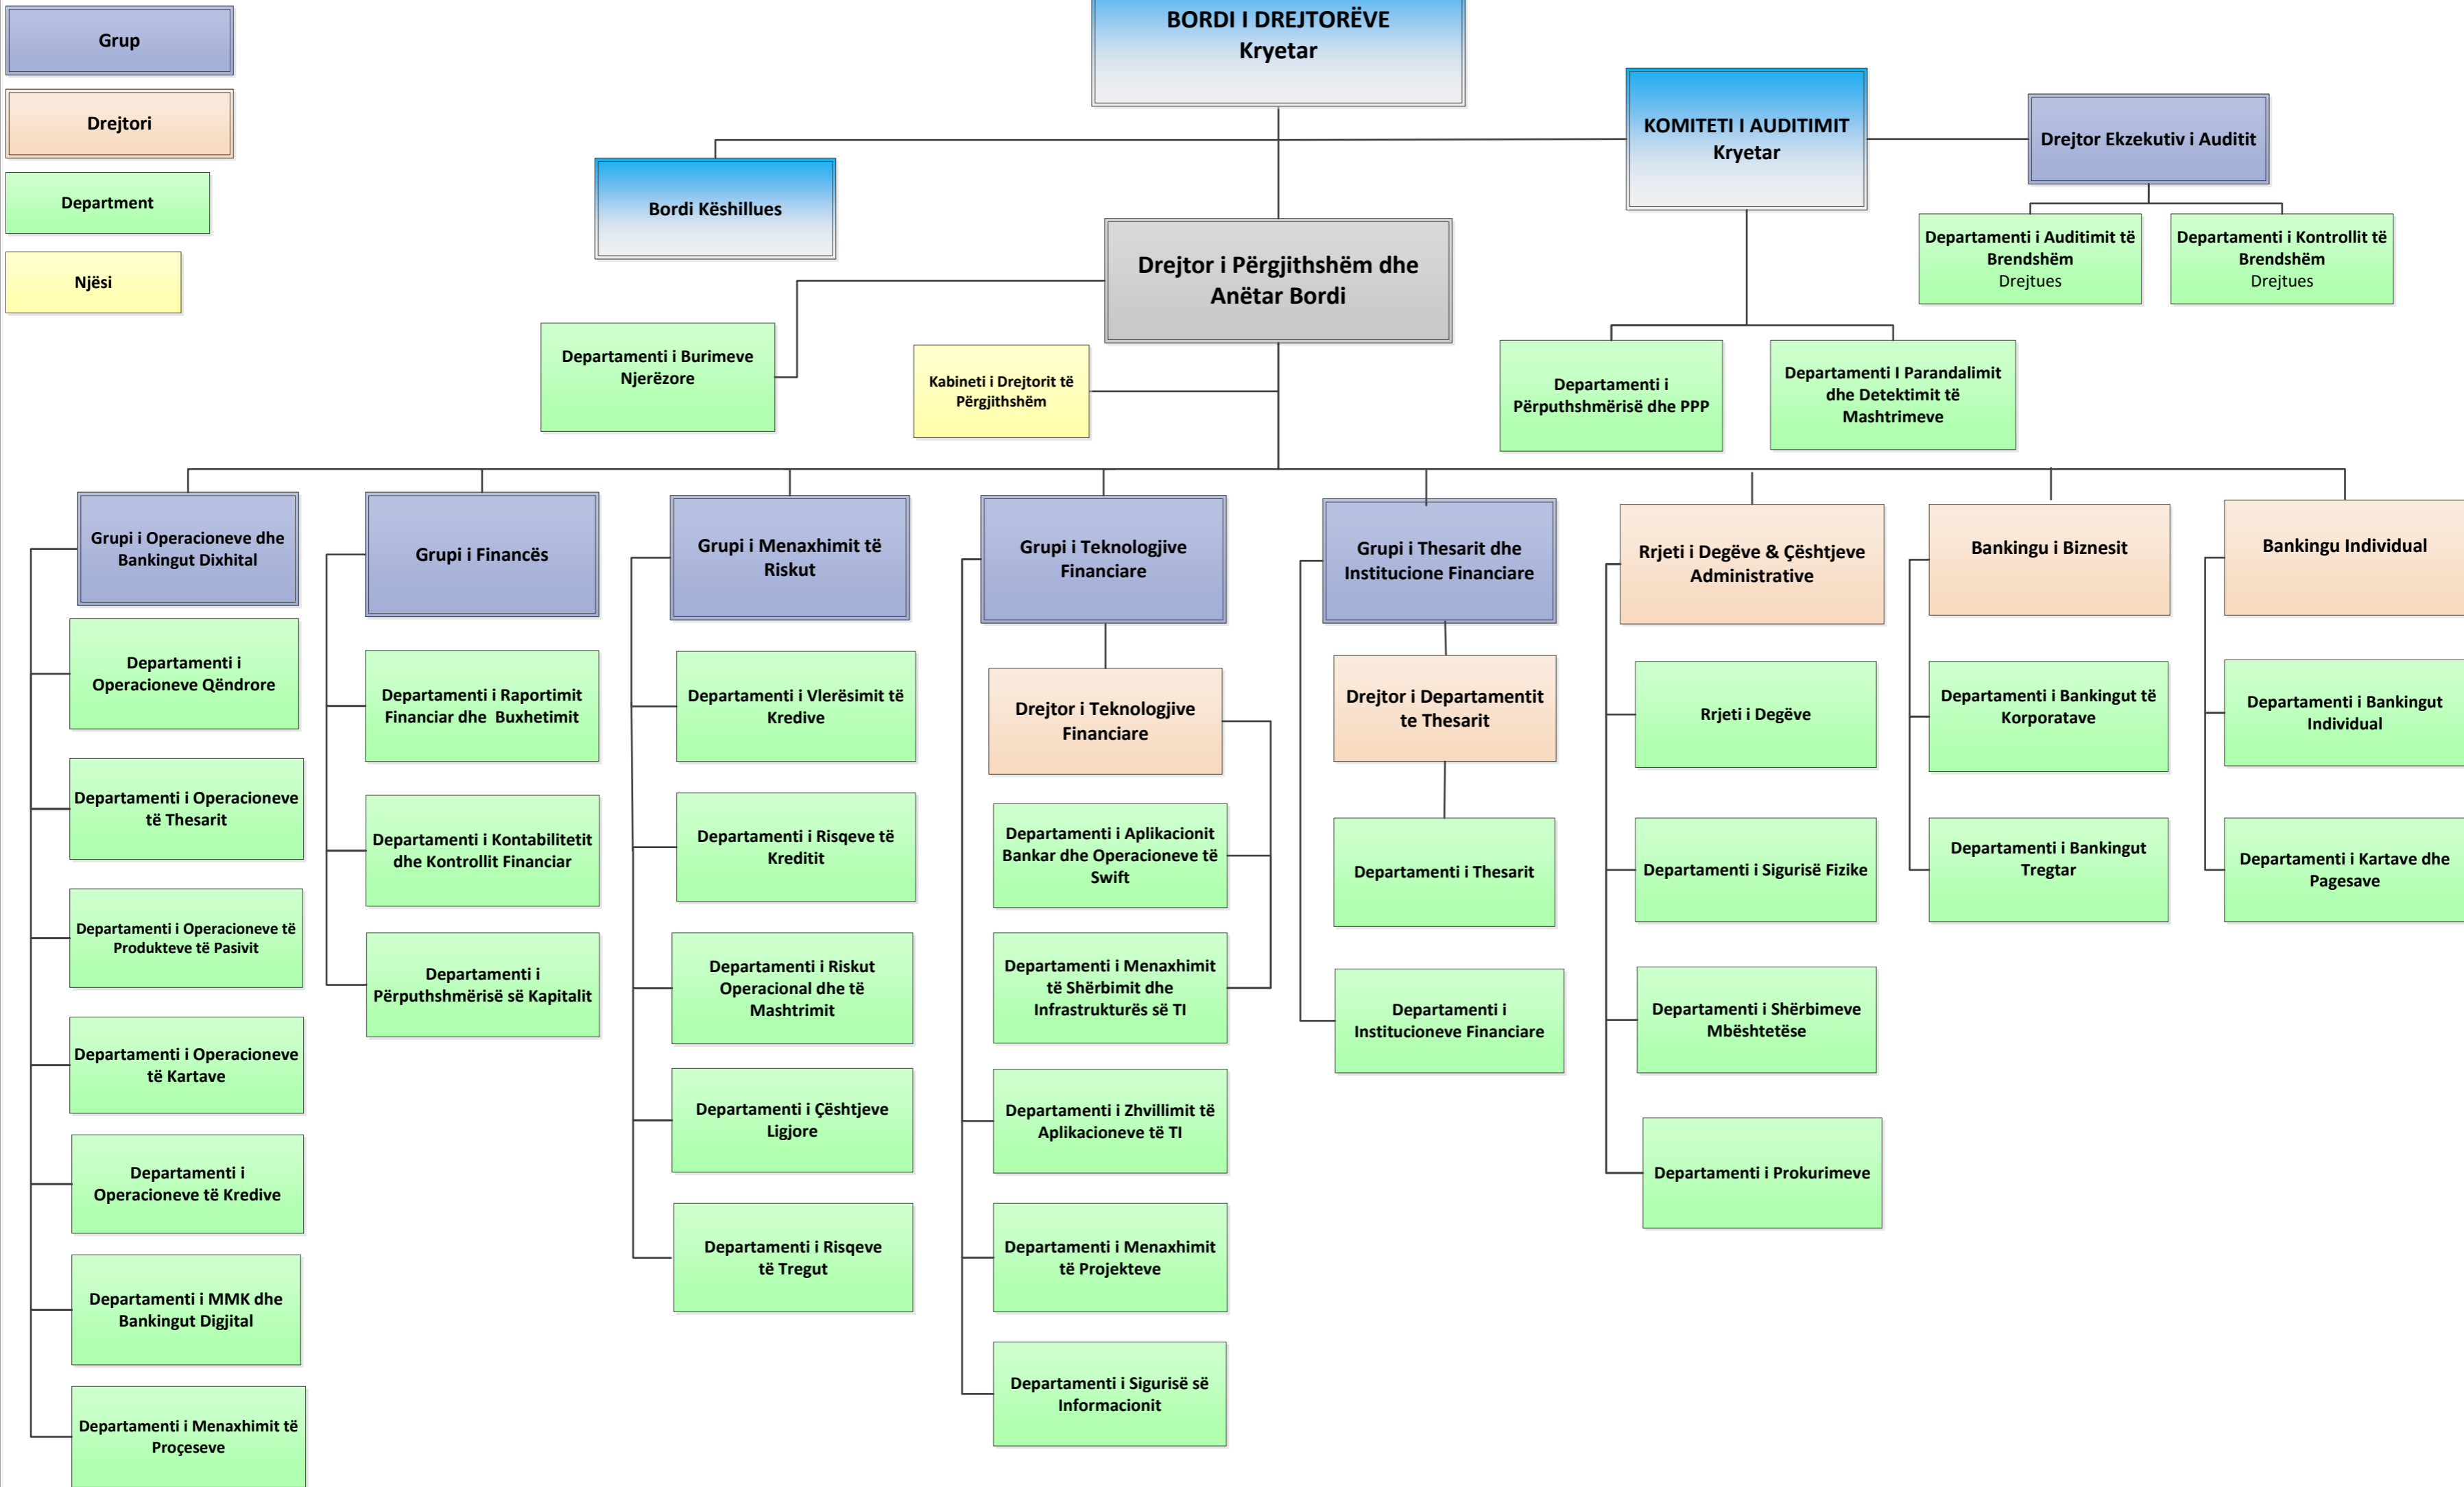 Grup
Drejtori
Department
Njësi
BORDI I DREJTORËVE
Kryetar
KOMITETI I AUDITIMIT
Kryetar
Drejtor Ekzekutiv i Auditit
Bordi Këshillues
Departamenti i Auditimit të
Brendshëm
Drejtues
Departamenti i Kontrollit të
Brendshëm
Drejtues
Drejtor i Përgjithshëm dhe
Anëtar Bordi
Departamenti i Burimeve
Njerëzore
Kabineti i Drejtorit të
Përgjithshëm
Departamenti i
Përputhshmërisë dhe PPP
Departamenti I Parandalimit
dhe Detektimit të
Mashtrimeve
Grupi i Operacioneve dhe
Bankingut Dixhital
Departamenti i
Operacioneve Qëndrore
Departamenti i Operacioneve
të Thesarit
Departamenti i Operacioneve të
Produkteve të Pasivit
Departamenti i Operacioneve
të Kartave
Departamenti i
Operacioneve të Kredive
Departamenti i MMK dhe
Bankingut Digjital
Departamenti i Menaxhimit të
Proçeseve
Grupi i Financës
Departamenti i Raportimit
Financiar dhe Buxhetimit
Departamenti i Kontabilitetit
dhe Kontrollit Financiar
Departamenti i
Përputhshmërisë së Kapitalit
Grupi i Menaxhimit të
Riskut
Departamenti i Vlerësimit të
Kredive
Departamenti i Risqeve të
Kreditit
Departamenti i Riskut
Operacional dhe të
Mashtrimit
Departamenti i Çështjeve
Ligjore
Departamenti i Risqeve
të Tregut
Grupi i Teknologjive
Financiare
Drejtor i Teknologjive
Financiare
Departamenti i Aplikacionit
Bankar dhe Operacioneve të
Swift
Departamenti i Menaxhimit
të Shërbimit dhe
Infrastrukturës së TI
Departamenti i Zhvillimit të
Aplikacioneve të TI
Departamenti i Menaxhimit
të Projekteve
Departamenti i Sigurisë së
Informacionit
Grupi i Thesarit dhe
Institucione Financiare
Drejtor i Departamentit
te Thesarit
Departamenti i Thesarit
Departamenti i
Institucioneve Financiare
Rrjeti i Degëve & Çështjeve
Administrative
Rrjeti i Degëve
Departamenti i Sigurisë Fizike
Departamenti i Shërbimeve
Mbështetëse
Departamenti i Prokurimeve
Bankingu i Biznesit
Departamenti i Bankingut të
Korporatave
Departamenti i Bankingut
Tregtar
Bankingu Individual
Departamenti i Bankingut
Individual
Departamenti i Kartave dhe
Pagesave